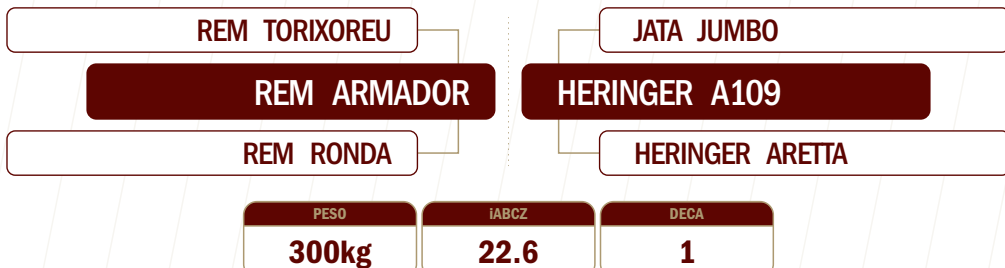 REM TORIXOREU
JATA JUMBO
REM ARMADOR
HERINGER A109
REM RONDA
HERINGER ARETTA
PESO
iABCZ
DECA
300kg
22.6
1